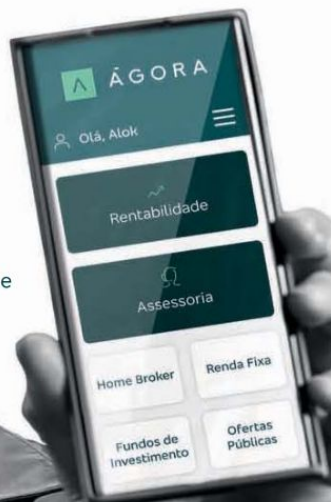 ÁGORA
Olá, Alok
Rentabilidade
e
Assessoria
Home Broker
Renda Fixa
Fundos de
Investimento
Ofertas
Públicas